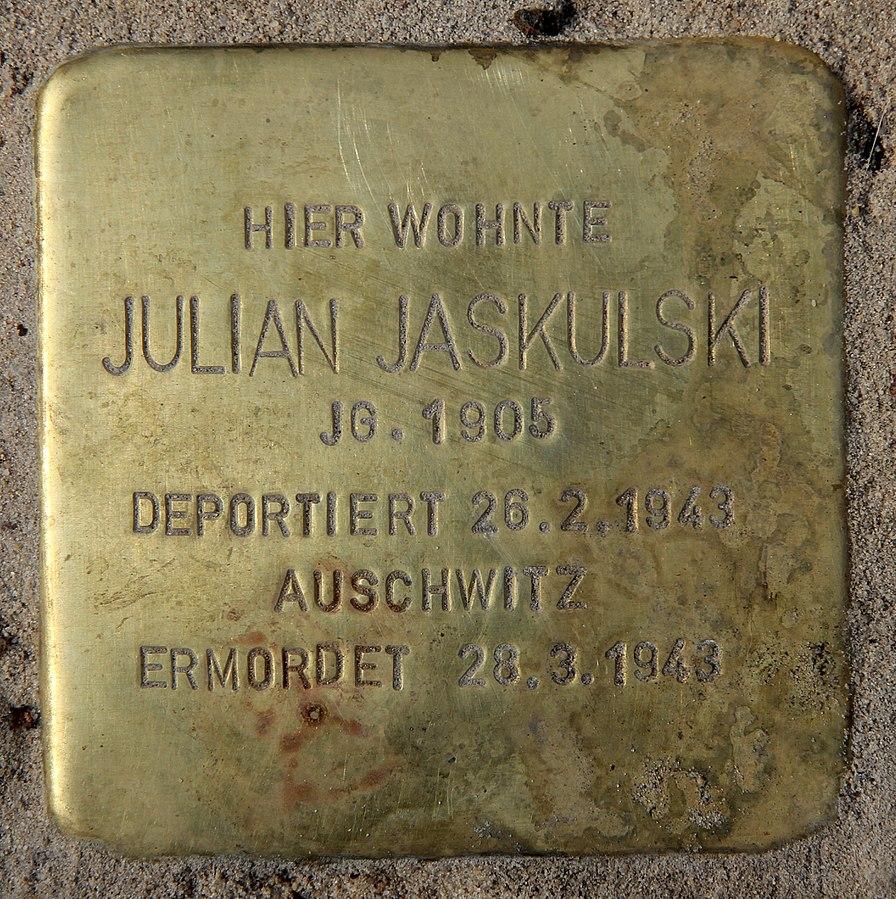 HIER WOHNTE
JULIAN JASKULSKI
JG. 1905
DEPORTIERT 26.2.1943
AUSCHWITZ
ERMORDET 28.3.1943